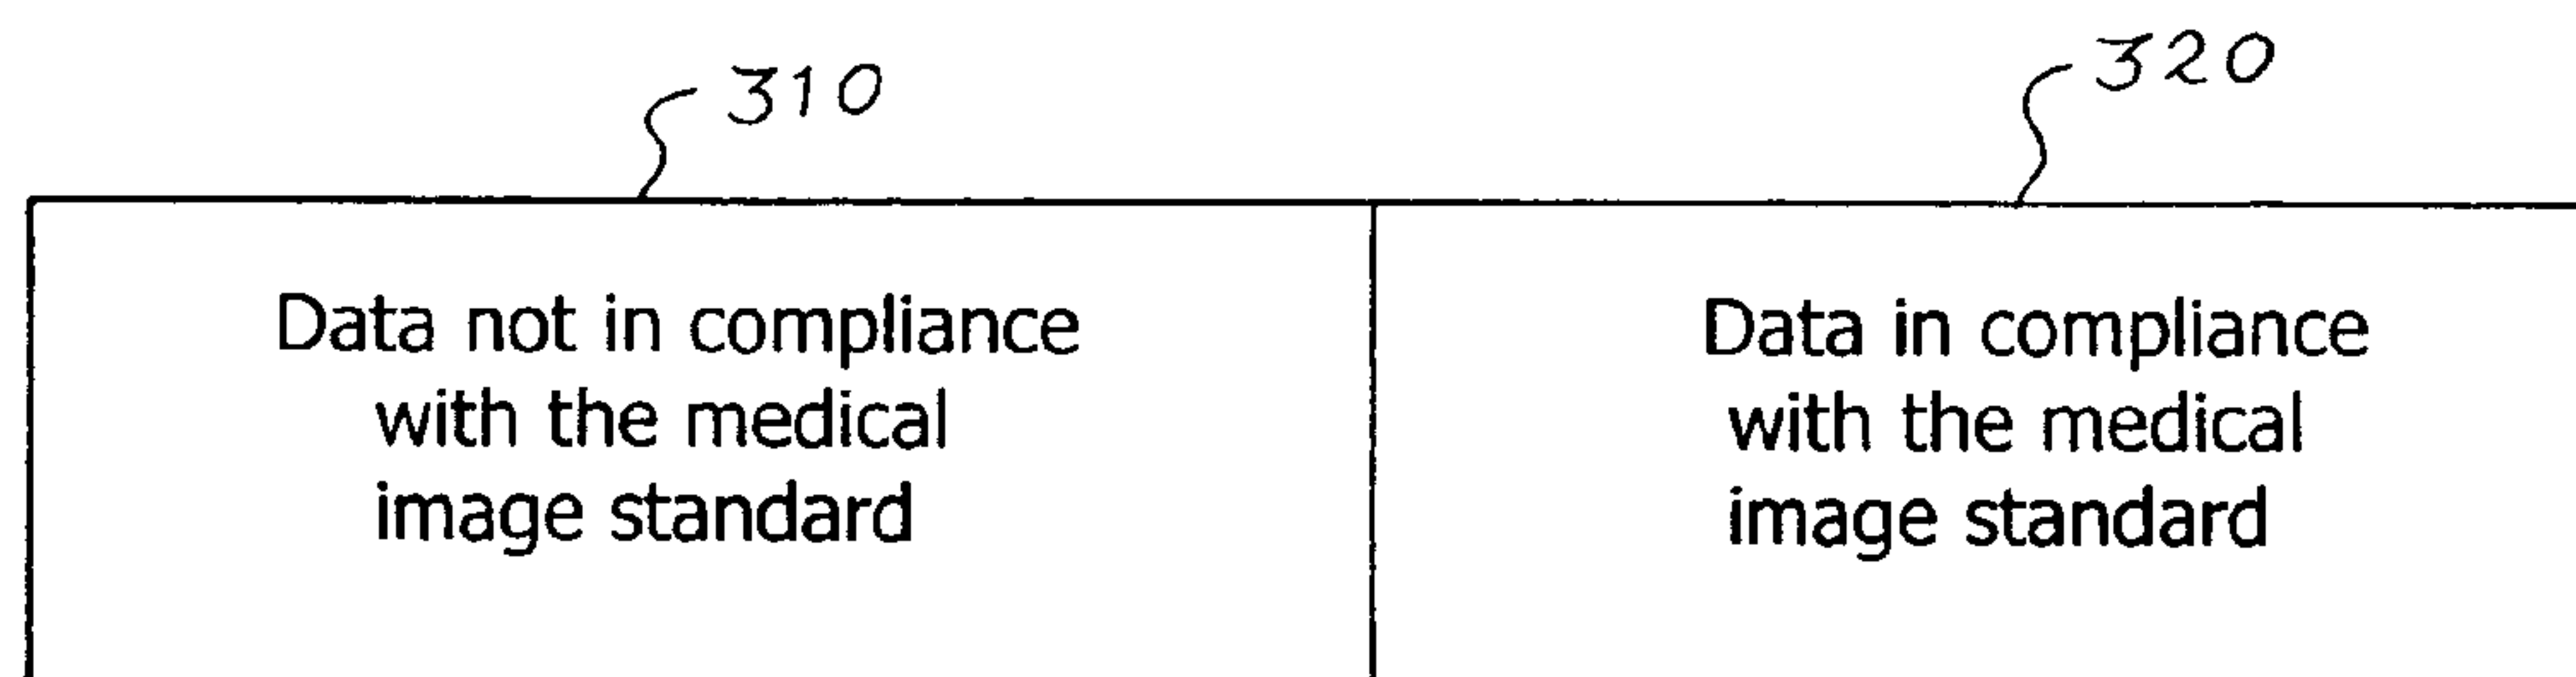 310
320
Data not in compliance
with the medical
image standard
Data in compliance
with the medical
image standard